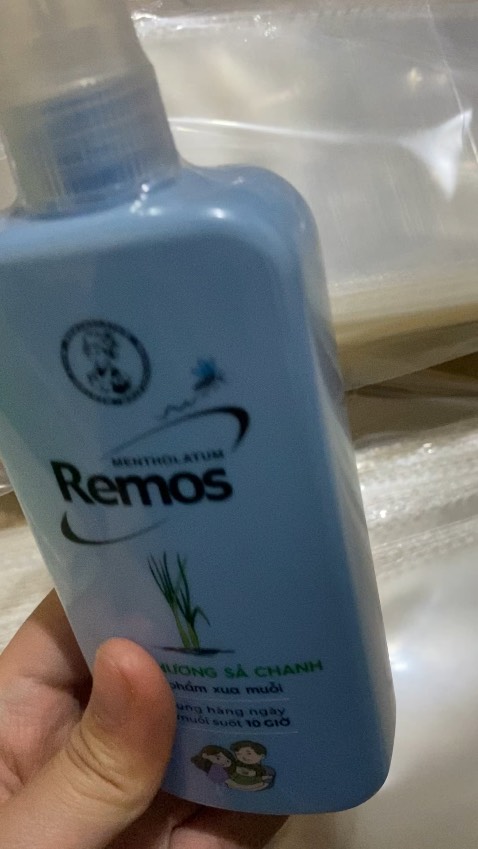 MENTHOLATUM
Remos
HƯƠNG SẢ CHANH
phẩm xua muỗi
hàng ngày
muỗi suốt 10 GIỜ